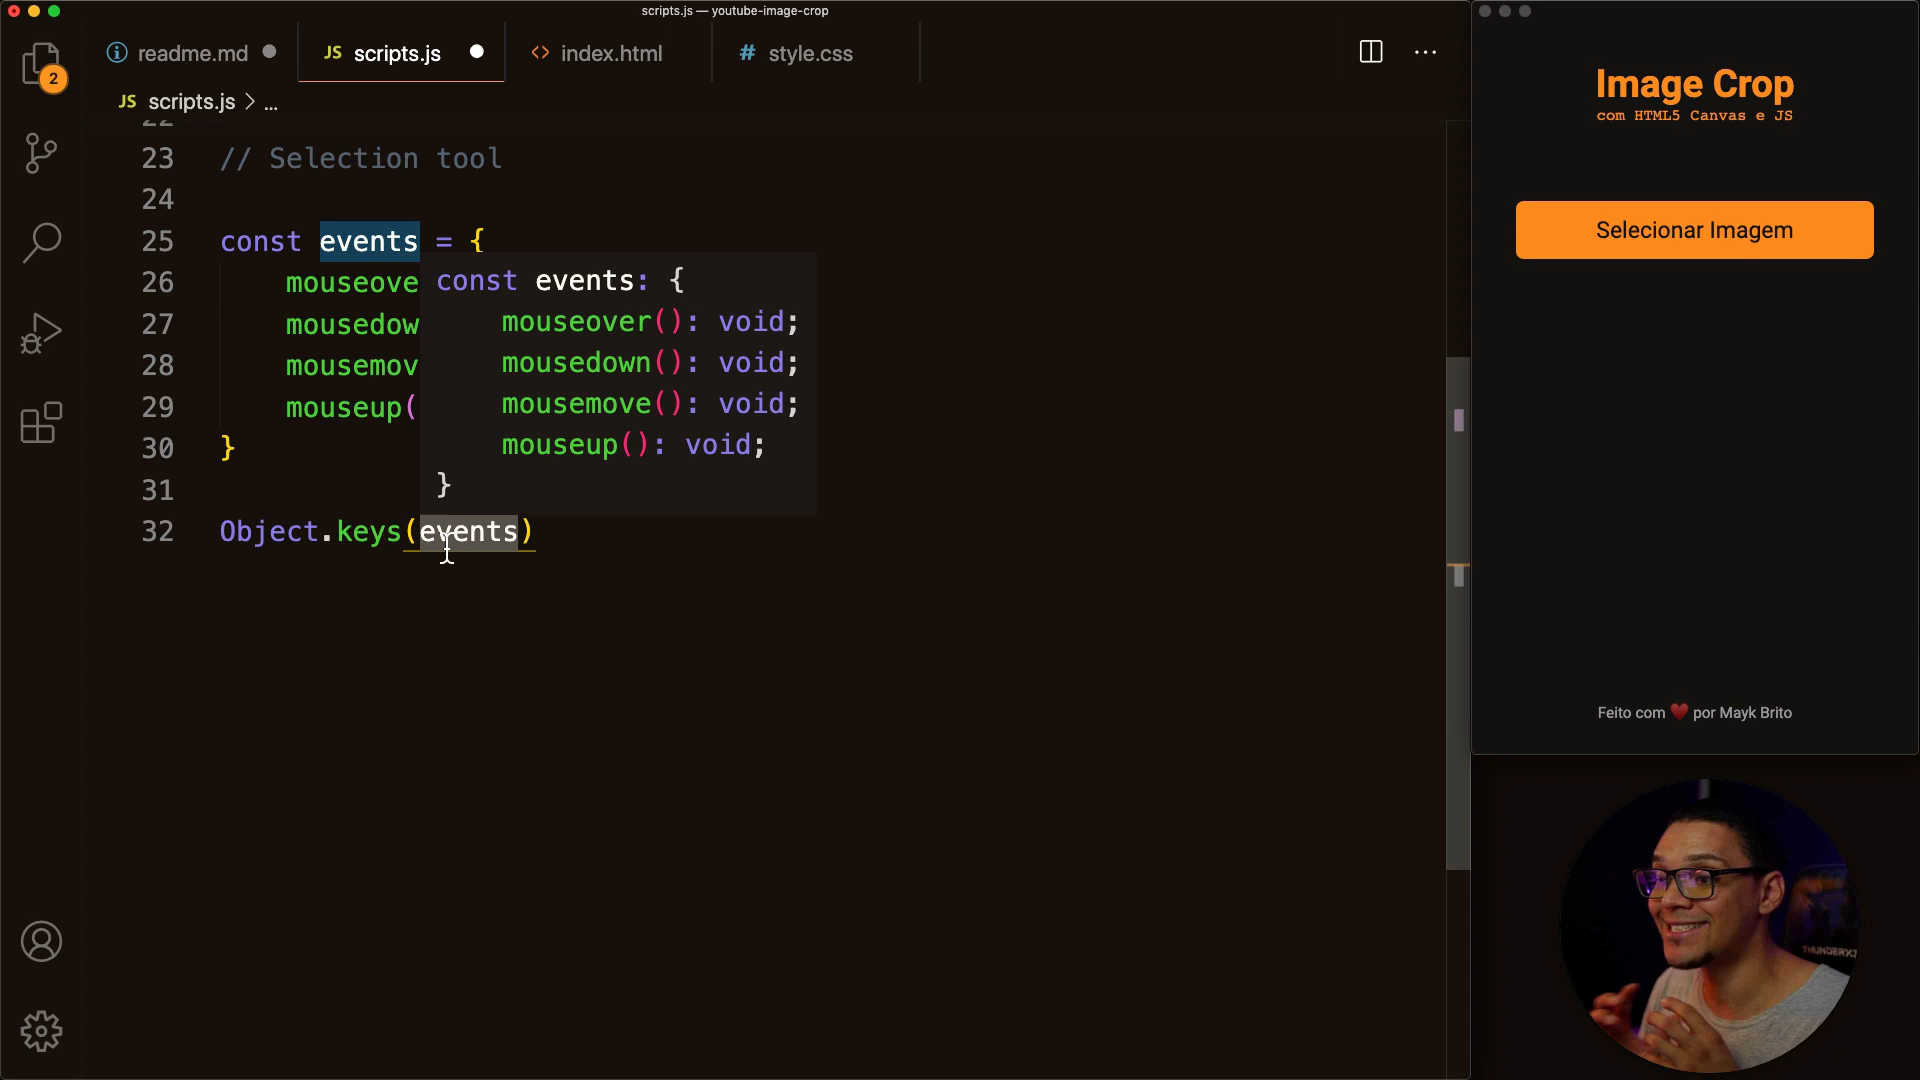 scripts.js — youtube-image-crop
2
readme.md
JS scripts.js
<> index.html
# style.css
JS scripts.js > ...
22
23 // Selection tool
24
25 const events = {
26 mouseove
27 mousedow
28 mousemov
29 mouseup(
30 }
31
32 Object.keys(events)
const events: {
mouseover(): void;
mousedown(): void;
mousemove(): void;
mouseup(): void;
}
Image Crop
com HTML5 Canvas e JS
Selecionar Imagem
Feito com ❤️ por Mayk Brito
THUNDERX3